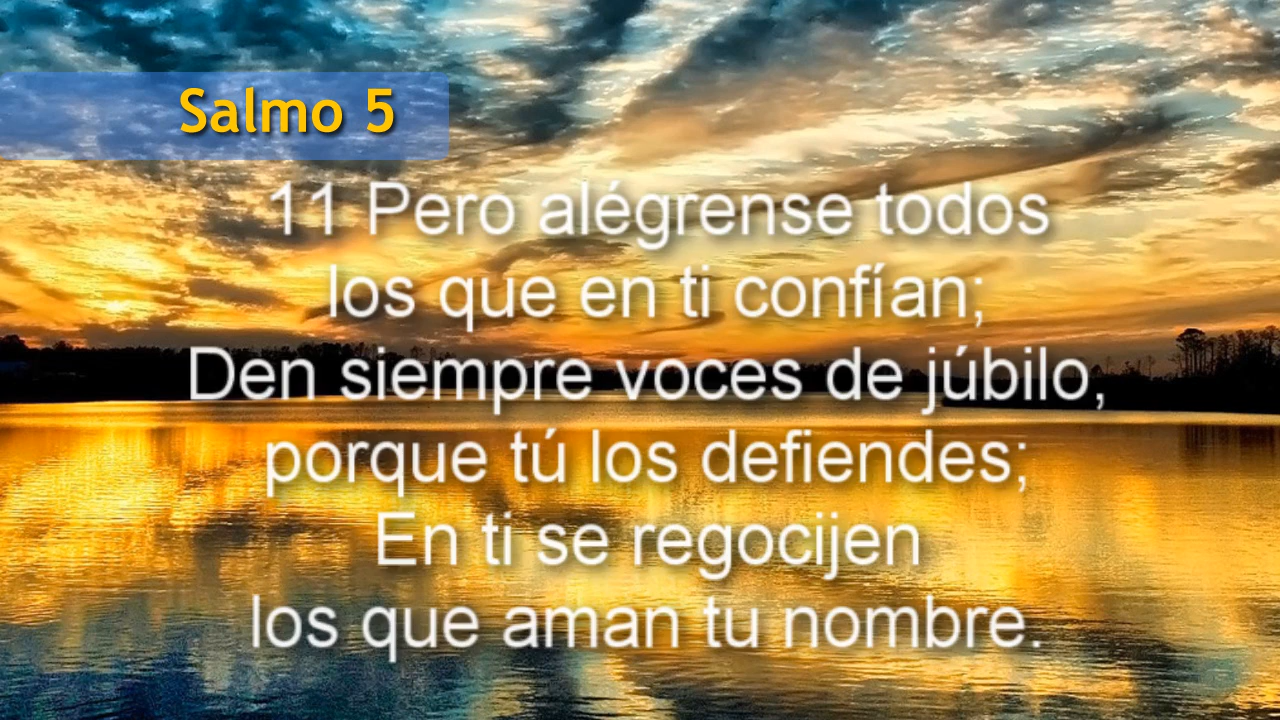 Salmo 5
11 Pero alégrense todos
los que en ti confían;
Den siempre voces de júbilo,
porque tú los defiendes;
En ti se regocijen
los que aman tu nombre.